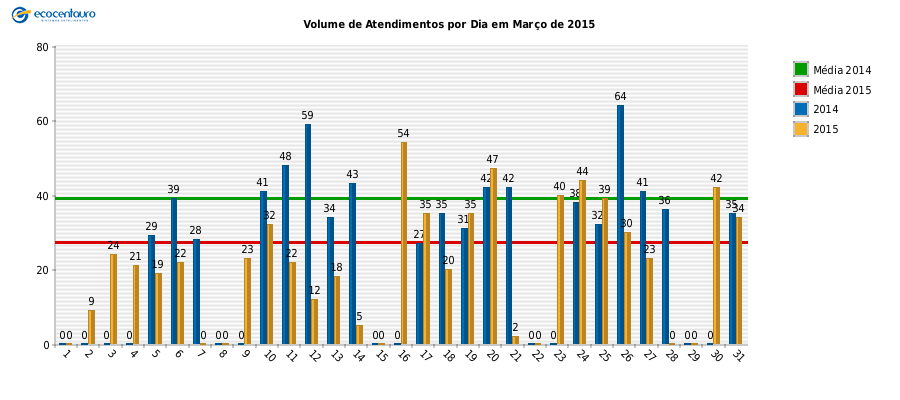 ecocentauro
Volume de Atendimentos por Dia em Março de 2015
Média 2014
Média 2015
2014
2015
80
60
40
20
0
0 0 0 9 0 24 0 21 29 19 39 22 28 0 0 0 0 23 41 32 48 22 59 12 34 18 43 5 0 0 0 54 27 35 35 20 31 35 42 47 42 2 0 0 0 40 38 44 32 39 64 30 41 23 36 0 0 0 0 42 35 34
1 2 3 4 5 6 7 8 9 10 11 12 13 14 15 16 17 18 19 20 21 22 23 24 25 26 27 28 29 30 31